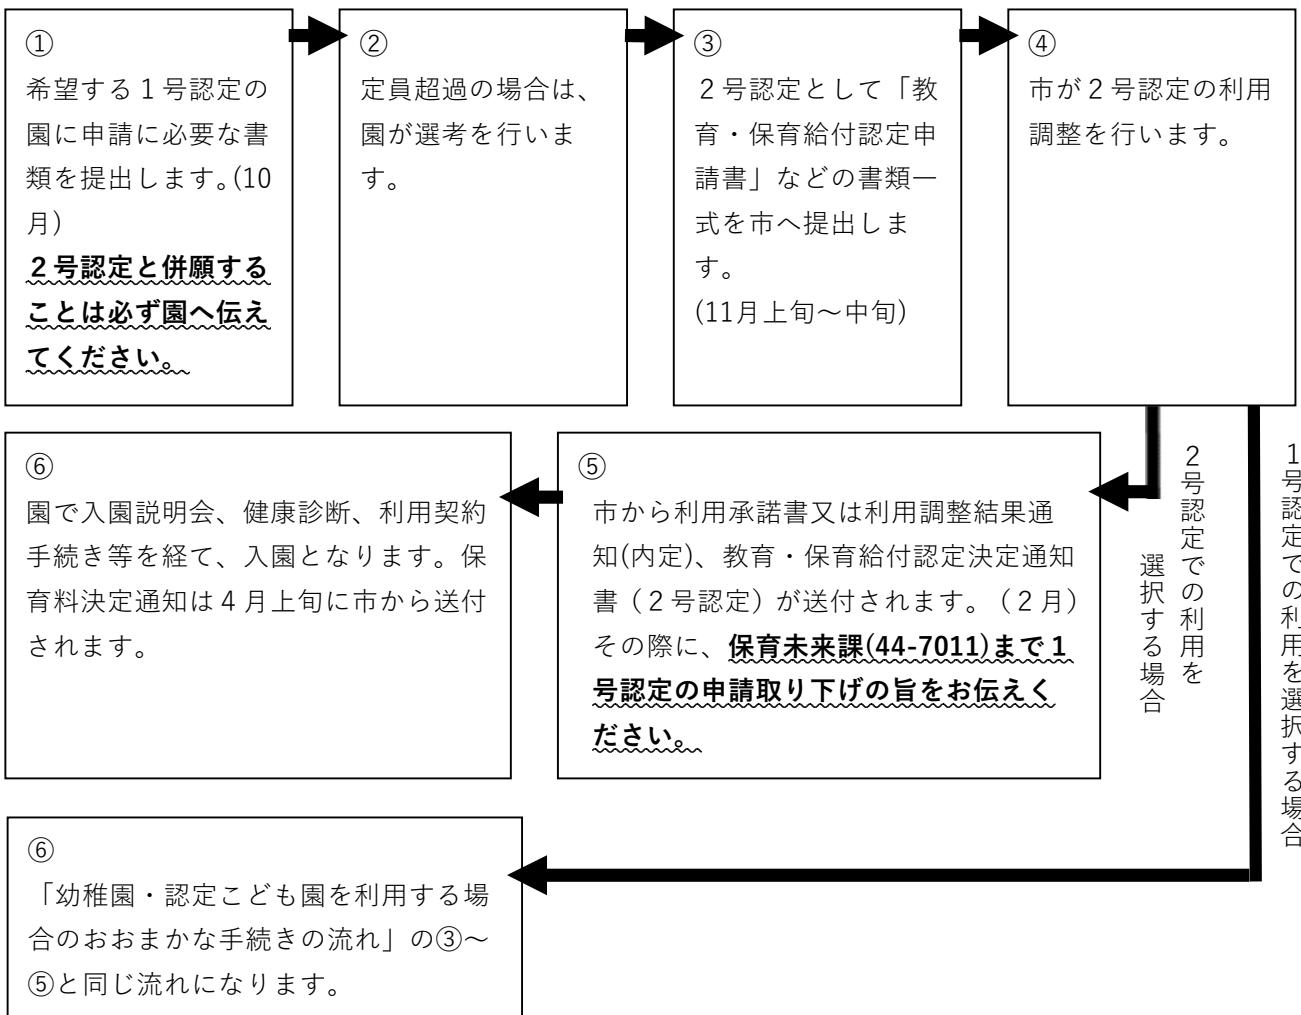 ①
希望する１号認定の
園に申請に必要な書
類を提出します。(10
月)
２号認定と併願する
ことは必ず園へ伝え
てください。
②
定員超過の場合は、
園が選考を行いま
す。
③
２号認定として「教
育・保育給付認定申
請書」などの書類一
式を市へ提出しま
す。
(11月上旬～中旬)
④
市が２号認定の利用
調整を行います。
２号認定での利用を
選択する場合
１号認定での利用を選択する場合
⑤
市から利用承諾書又は利用調整結果通
知(内定)、教育・保育給付認定決定通知
書（２号認定）が送付されます。（２月）
その際に、保育未来課(44-7011)まで１
号認定の申請取り下げの旨をお伝えく
ださい。
⑥
園で入園説明会、健康診断、利用契約
手続き等を経て、入園となります。保
育料決定通知は４月上旬に市から送付
されます。
⑥
「幼稚園・認定こども園を利用する場
合のおおまかな手続きの流れ」の③～
⑤と同じ流れになります。